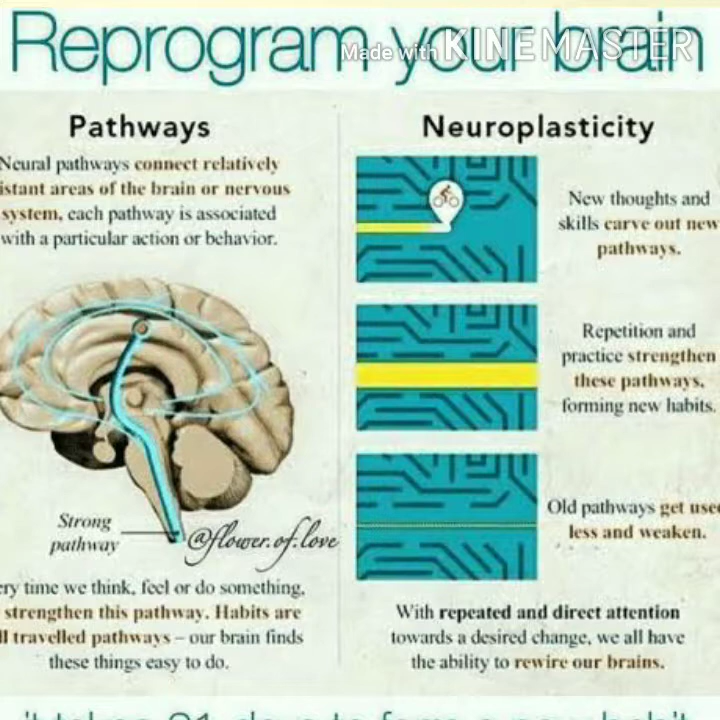 Reprogram your brain
Made with KINEMASTER
Pathways
Neural pathways connect relatively
istant areas of the brain or nervous
system, each pathway is associated
with a particular action or behavior.
Strong
pathway
@flower.of.love
ery time we think, feel or do something,
strengthen this pathway. Habits are
ll travelled pathways – our brain finds
these things easy to do.
Neuroplasticity
New thoughts and
skills carve out new
pathways.
Repetition and
practice strengthen
these pathways,
forming new habits.
Old pathways get use
less and weaken.
With repeated and direct attention
towards a desired change, we all have
the ability to rewire our brains.